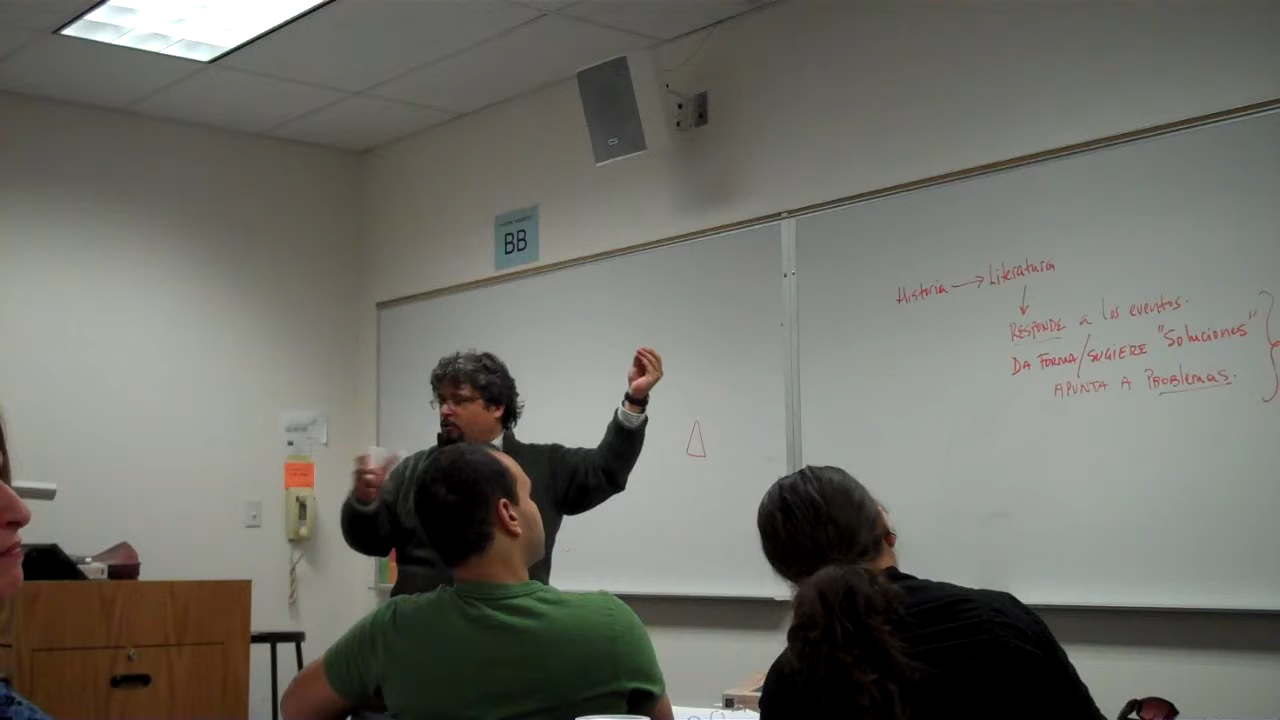 BB
Historia → Literatura
RESPONDE a los eventos.
DA FORMA/SUGIERE "Soluciones"
APUNTA A PROBLEMAS.